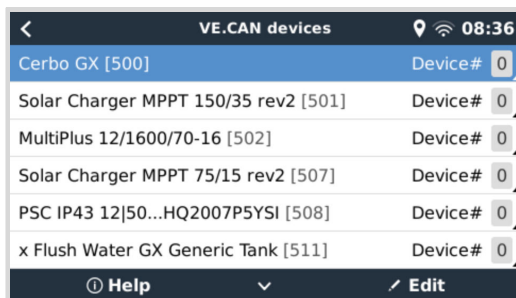 VE.CAN devices 08:36
Cerbo GX [500] Device# 0
Solar Charger MPPT 150/35 rev2 [501] Device# 0
MultiPlus 12/1600/70-16 [502] Device# 0
Solar Charger MPPT 75/15 rev2 [507] Device# 0
PSC IP43 12|50...HQ2007P5YSI [508] Device# 0
x Flush Water GX Generic Tank [511] Device# 0
Help Edit